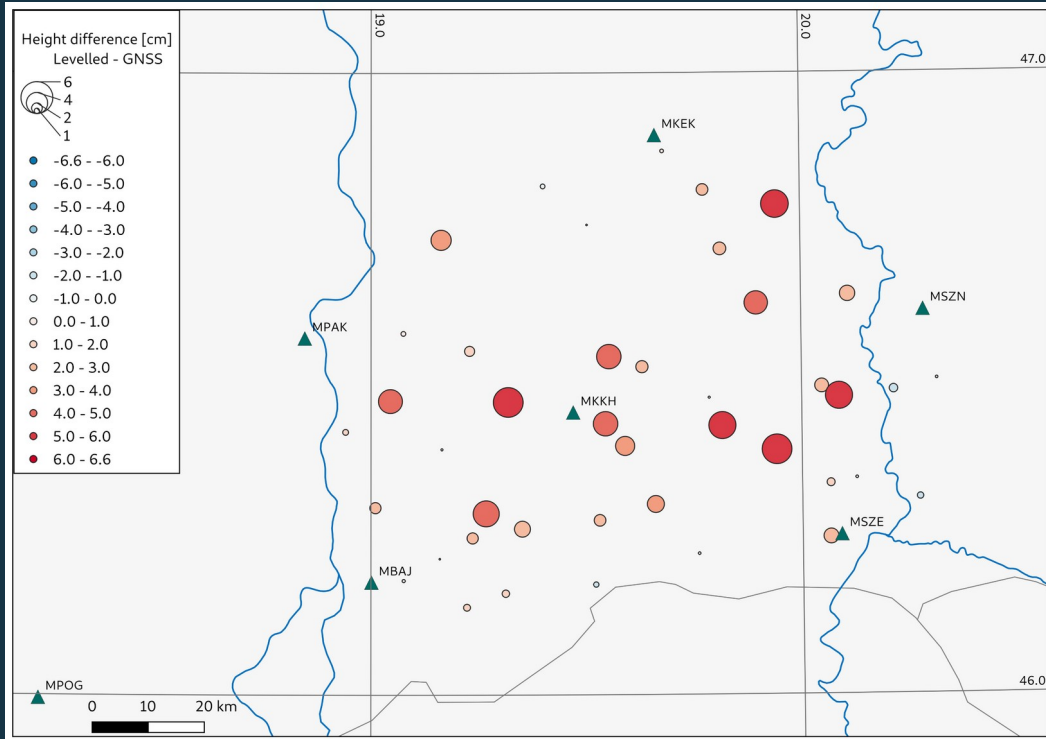 Height difference [cm]
Levelled - GNSS
6
4
2
1
-6.6 - -6.0
-6.0 - -5.0
-5.0 - -4.0
-4.0 - -3.0
-3.0 - -2.0
-2.0 - -1.0
-1.0 - 0.0
0.0 - 1.0
1.0 - 2.0
2.0 - 3.0
3.0 - 4.0
4.0 - 5.0
5.0 - 6.0
6.0 - 6.6
19.0
20.0
47.0
MKEK
MSZN
MPAK
MKKH
MSZE
MBAJ
46.0
MPOG
0 10 20 km